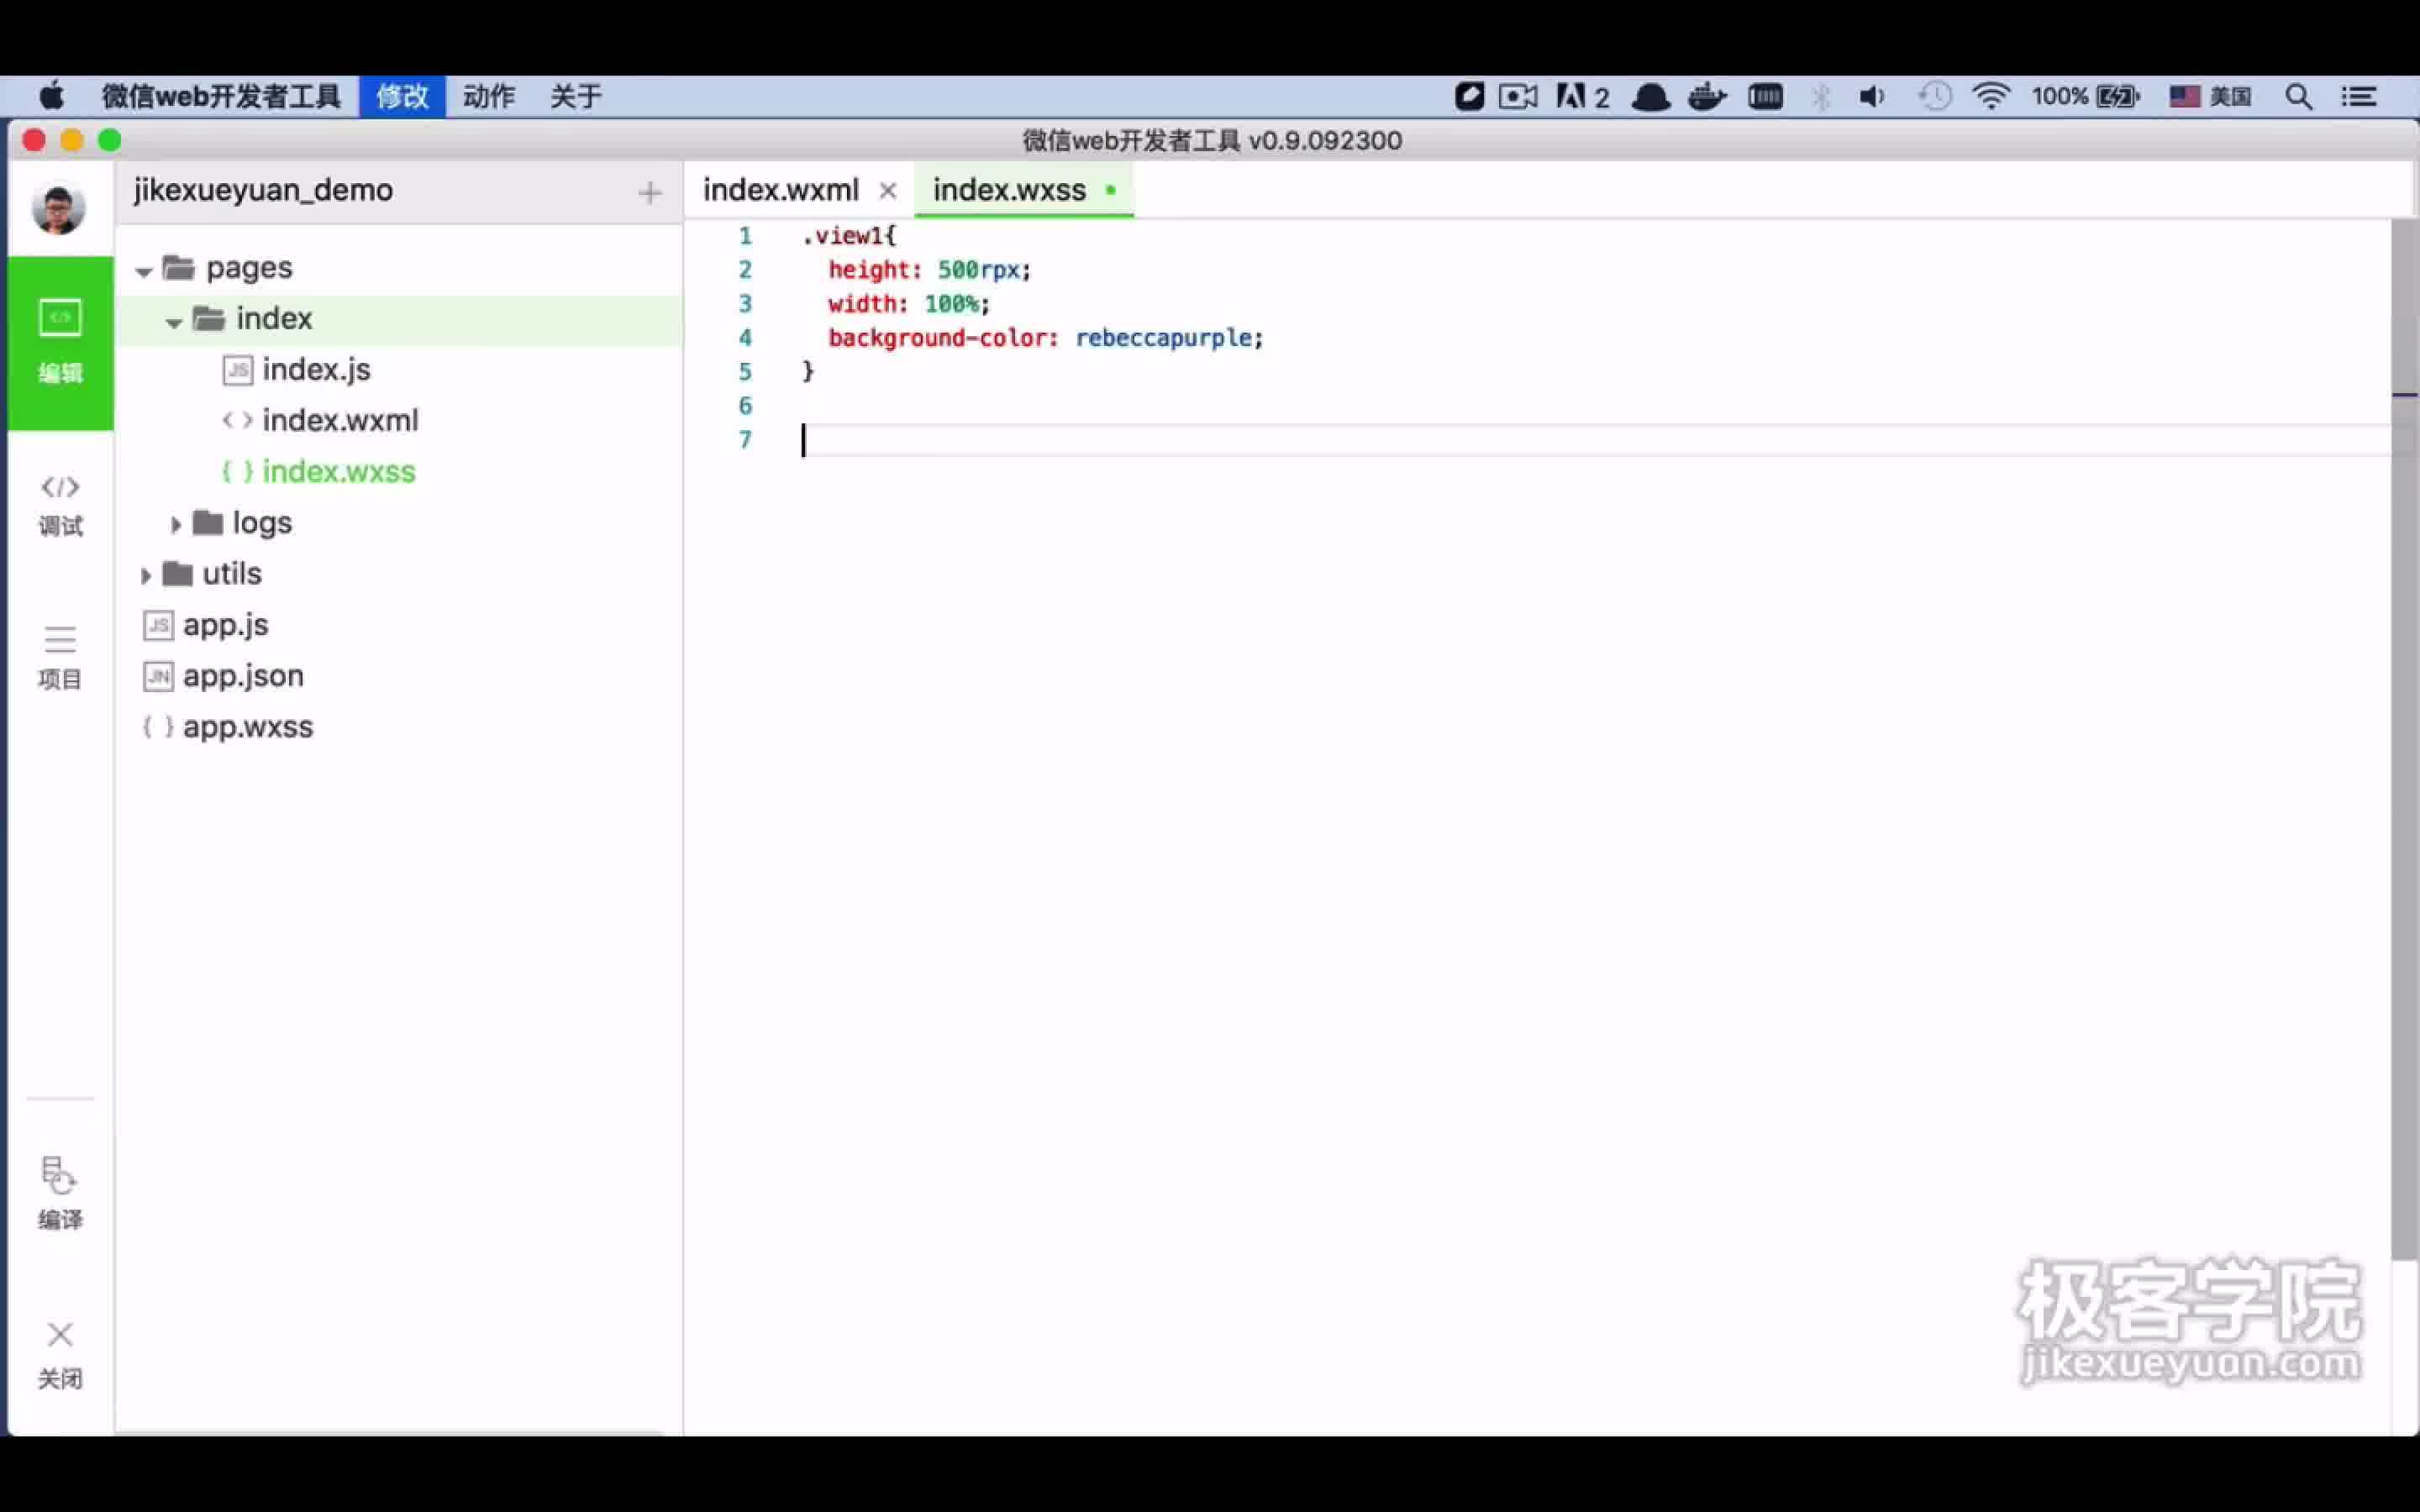 微信web开发者工具 修改 动作 关于 2 100% 美国
微信web开发者工具 v0.9.092300
jikexueyuan_demo
index.wxml
index.wxss
编辑
调试
项目
编译
关闭
pages
index
JS index.js
index.wxml
{ } index.wxss
logs
utils
JS app.js
JN app.json
{ } app.wxss
1 .view1{
2 height: 500rpx;
3 width: 100%;
4 background-color: rebeccapurple;
5 }
6
7
极客学院
jikexueyuan.com